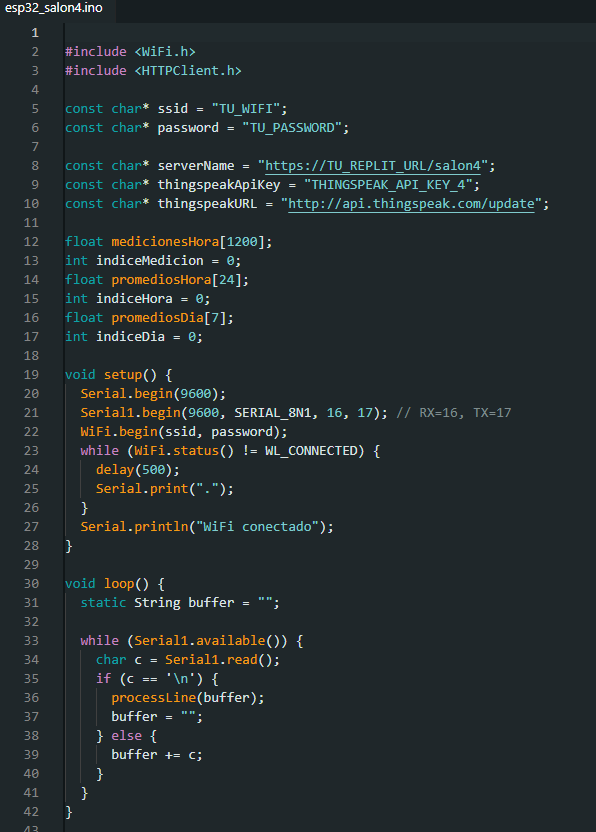 esp32_salon4.ino
1
2 #include <WiFi.h>
3 #include <HTTPClient.h>
4
5 const char* ssid = "TU_WIFI";
6 const char* password = "TU_PASSWORD";
7
8 const char* serverName = "https://TU_REPLIT_URL/salon4";
9 const char* thingspeakApiKey = "THINGSPEAK_API_KEY_4";
10 const char* thingspeakURL = "http://api.thingspeak.com/update";
11
12 float medicionesHora[1200];
13 int indiceMedicion = 0;
14 float promediosHora[24];
15 int indiceHora = 0;
16 float promediosDia[7];
17 int indiceDia = 0;
18
19 void setup() {
20   Serial.begin(9600);
21   Serial1.begin(9600, SERIAL_8N1, 16, 17); // RX=16, TX=17
22   WiFi.begin(ssid, password);
23   while (WiFi.status() != WL_CONNECTED) {
24     delay(500);
25     Serial.print(".");
26   }
27   Serial.println("WiFi conectado");
28 }
29
30 void loop() {
31   static String buffer = "";
32
33   while (Serial1.available()) {
34     char c = Serial1.read();
35     if (c == '\n') {
36       processLine(buffer);
37       buffer = "";
38     } else {
39       buffer += c;
40     }
41   }
42 }
43